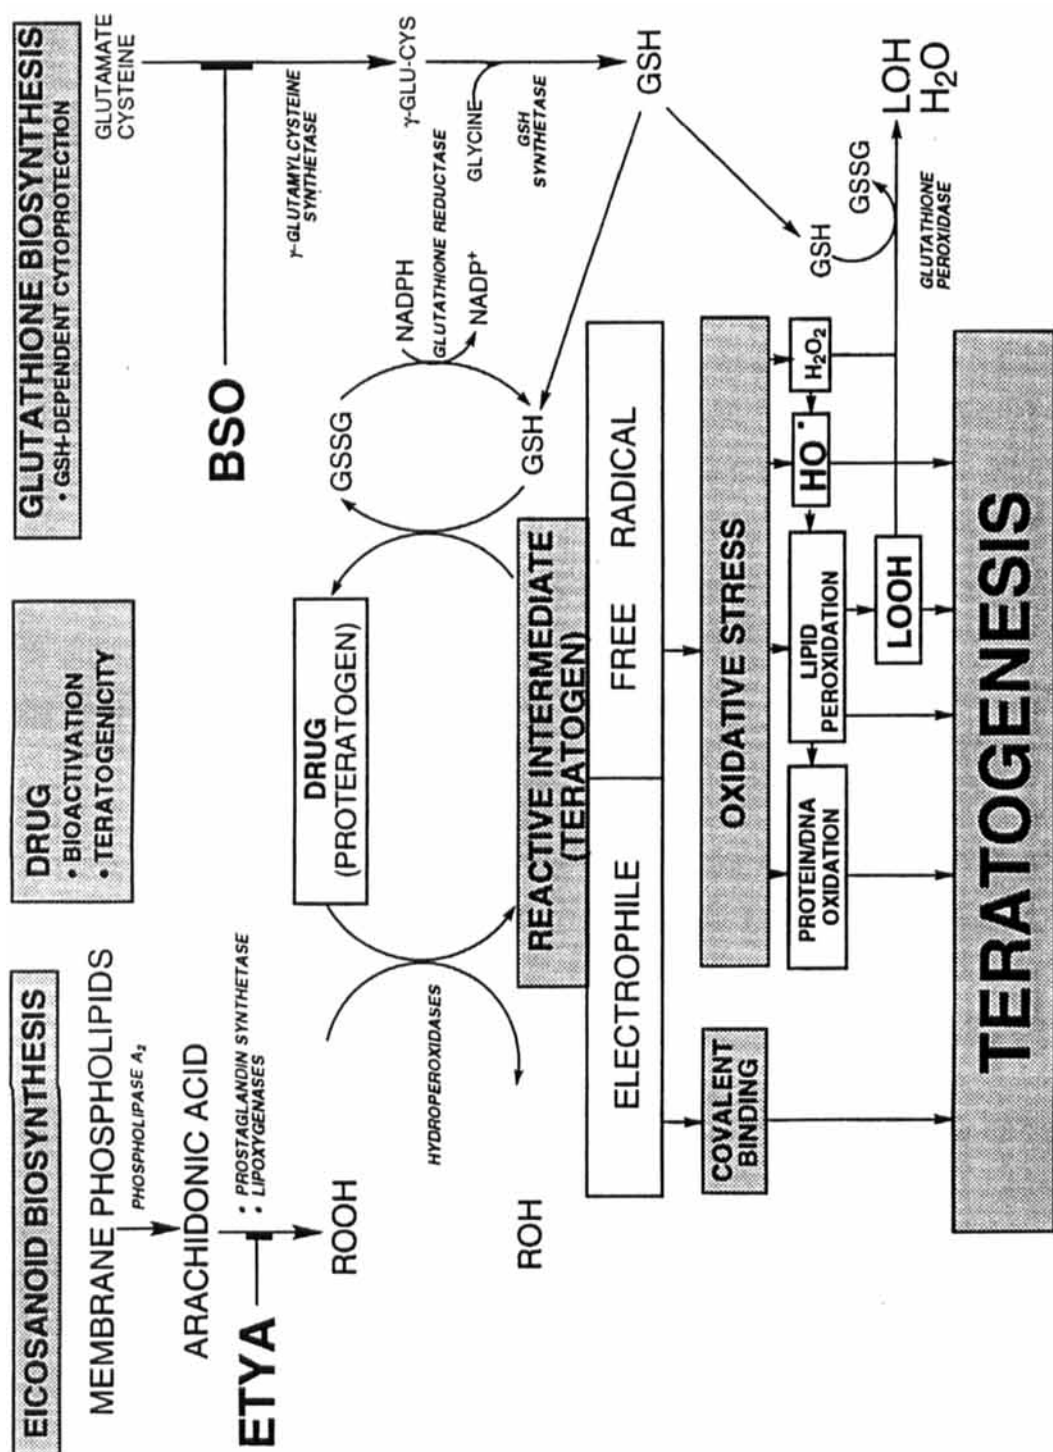 EICOSANOID BIOSYNTHESIS
MEMBRANE PHOSPHOLIPIDS
PHOSPHOLIPASE A₂
ARACHIDONIC ACID
• PROSTAGLANDIN SYNTHETASE
• LIPOXYGENASES
ETYA
ROOH
HYDROPEROXIDASES
ROH
DRUG
• BIOACTIVATION
• TERATOGENICITY
DRUG
(PROTERATOGEN)
REACTIVE INTERMEDIATE
(TERATOGEN)
GLUTATHIONE BIOSYNTHESIS
• GSH-DEPENDENT CYTOPROTECTION
GLUTAMATE
CYSTEINE
BSO
γ-GLUTAMYLCYSTEINE
SYNTHETASE
γ-GLU-CYS
GLYCINE
GSH
SYNTHETASE
GSH
GSSG
NADPH
GLUTATHIONE REDUCTASE
NADP⁺
GSH
ELECTROPHILE
FREE RADICAL
COVALENT
BINDING
OXIDATIVE STRESS
PROTEIN/DNA
OXIDATION
LIPID
PEROXIDATION
HO•
H₂O₂
LOOH
GSH
GSSG
GLUTATHIONE
PEROXIDASE
LOH
H₂O
TERATOGENESIS